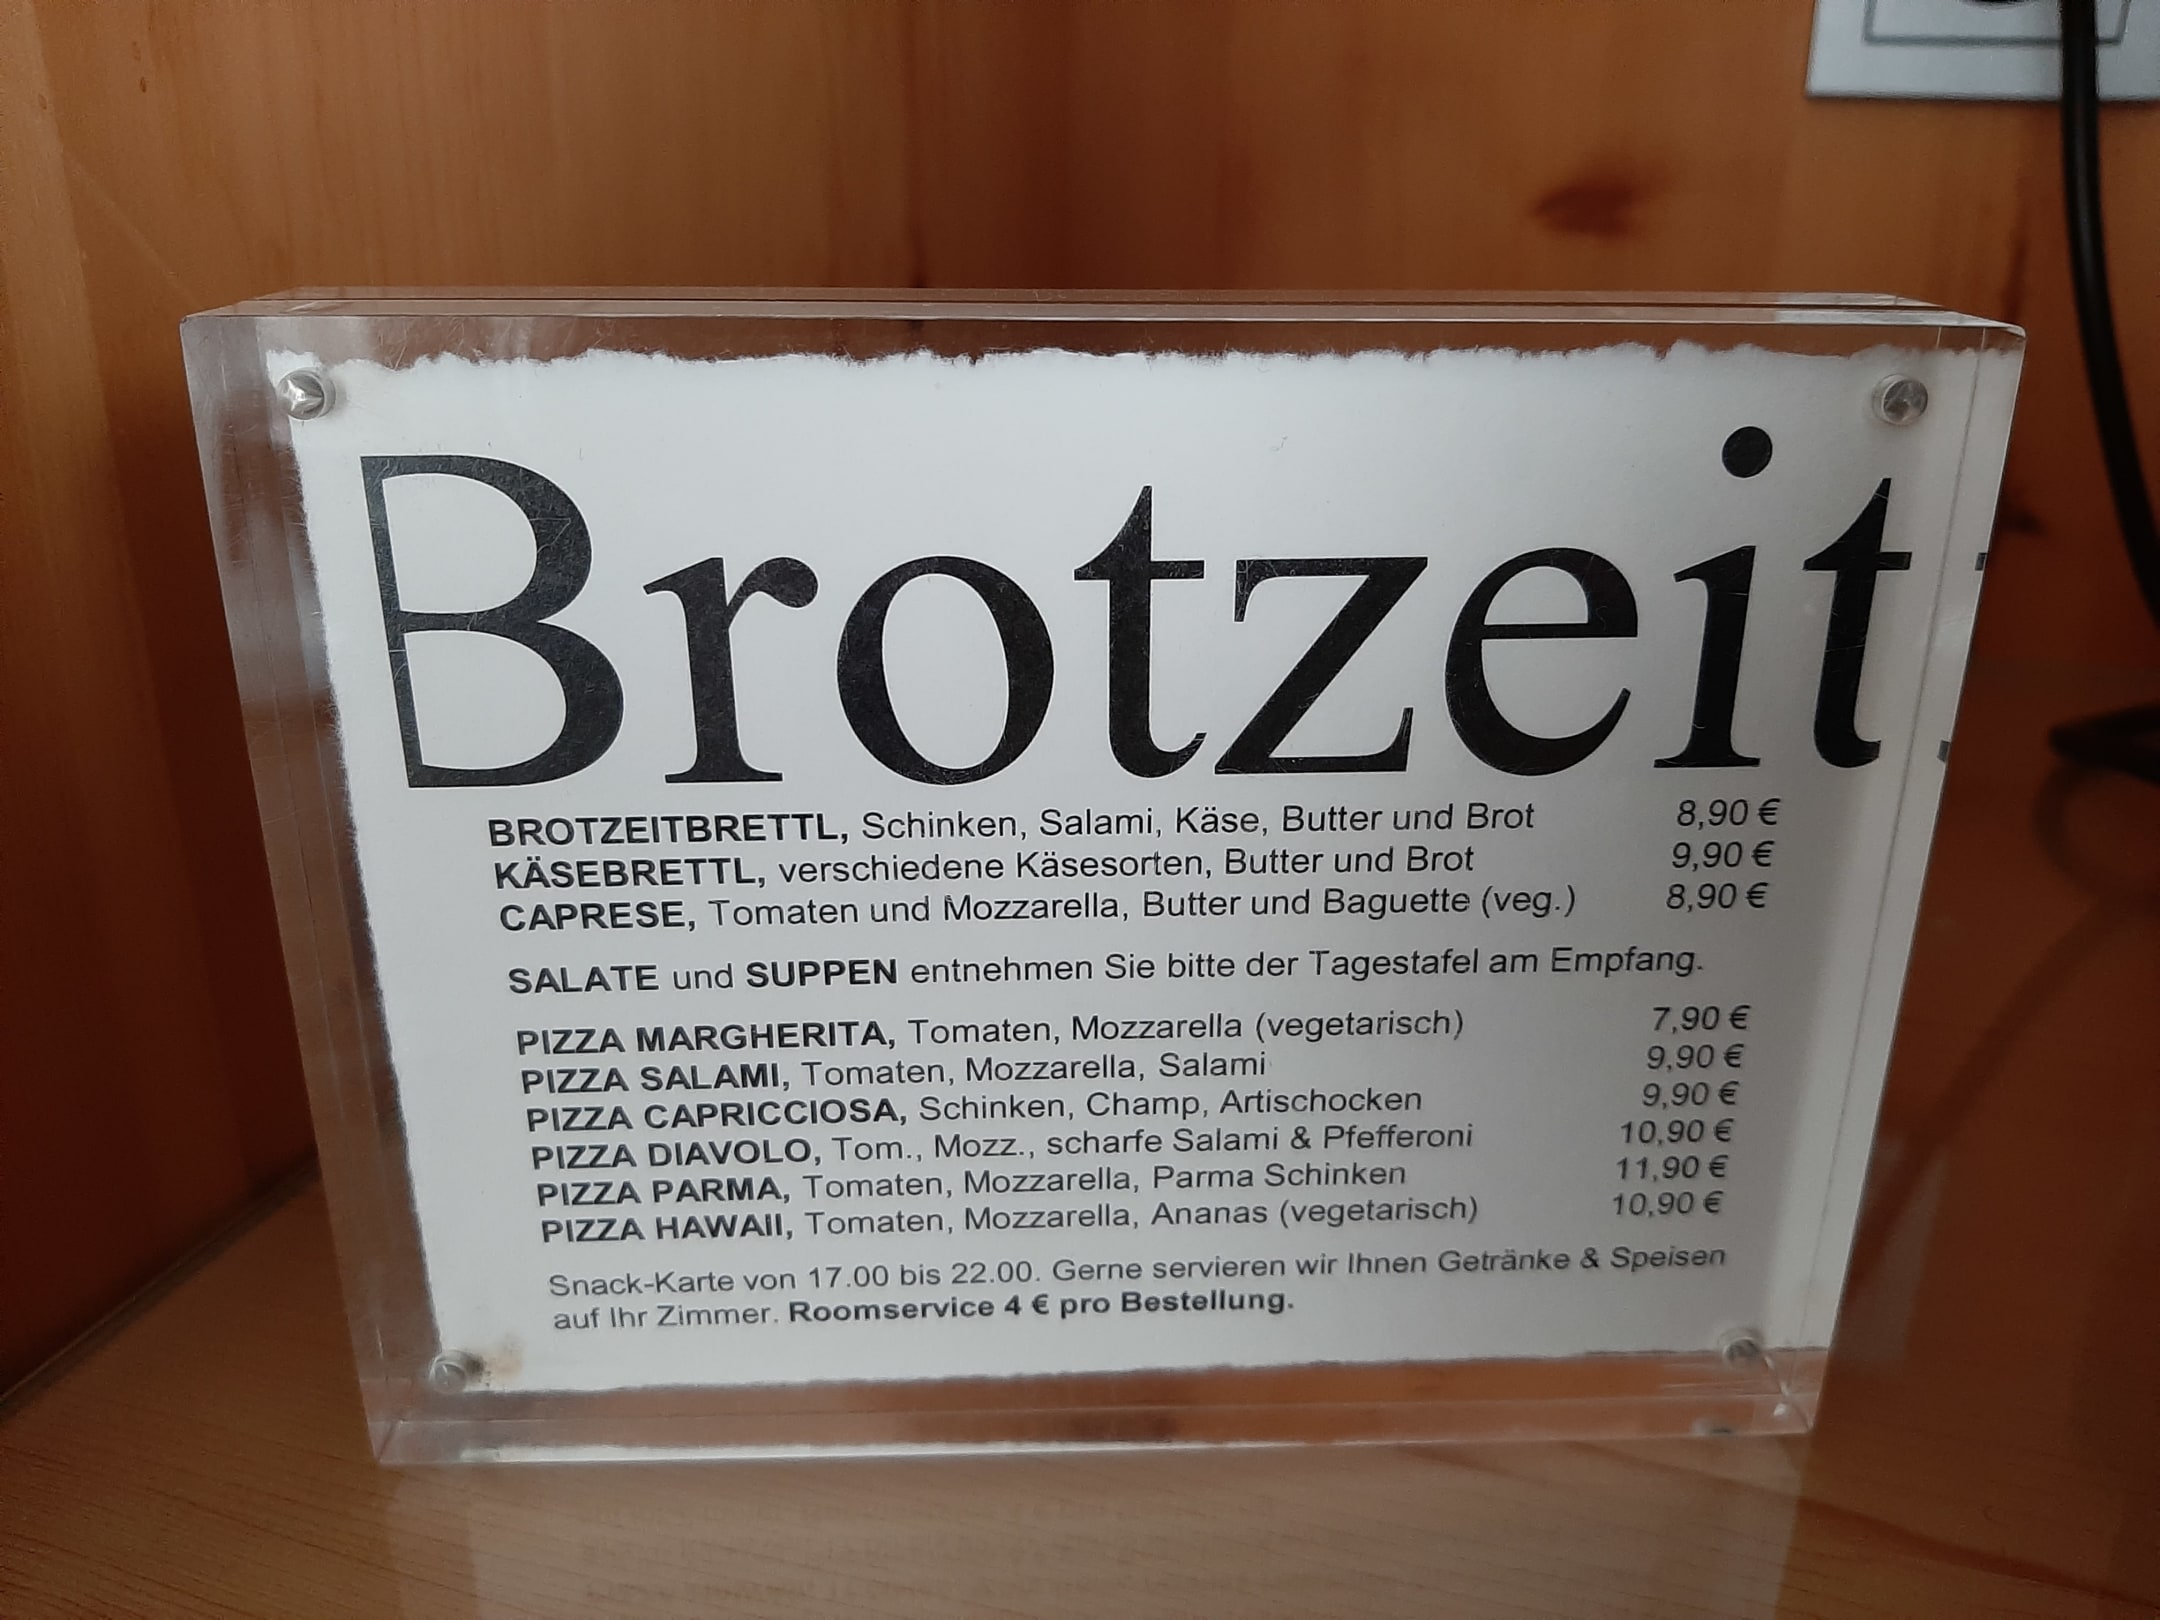 Brotzeit
BROTZEITBRETTL, Schinken, Salami, Käse, Butter und Brot 8,90 €
KÄSEBRETTL, verschiedene Käsesorten, Butter und Brot 9,90 €
CAPRESE, Tomaten und Mozzarella, Butter und Baguette (veg.) 8,90 €
SALATE und SUPPEN entnehmen Sie bitte der Tagestafel am Empfang.
PIZZA MARGHERITA, Tomaten, Mozzarella (vegetarisch) 7,90 €
PIZZA SALAMI, Tomaten, Mozzarella, Salami 9,90 €
PIZZA CAPRICCIOSA, Schinken, Champ, Artischocken 9,90 €
PIZZA DIAVOLO, Tom., Mozz., scharfe Salami & Pfefferoni 10,90 €
PIZZA PARMA, Tomaten, Mozzarella, Parma Schinken 11,90 €
PIZZA HAWAII, Tomaten, Mozzarella, Ananas (vegetarisch) 10,90 €
Snack-Karte von 17.00 bis 22.00. Gerne servieren wir Ihnen Getränke & Speisen
auf Ihr Zimmer. Roomservice 4 € pro Bestellung.